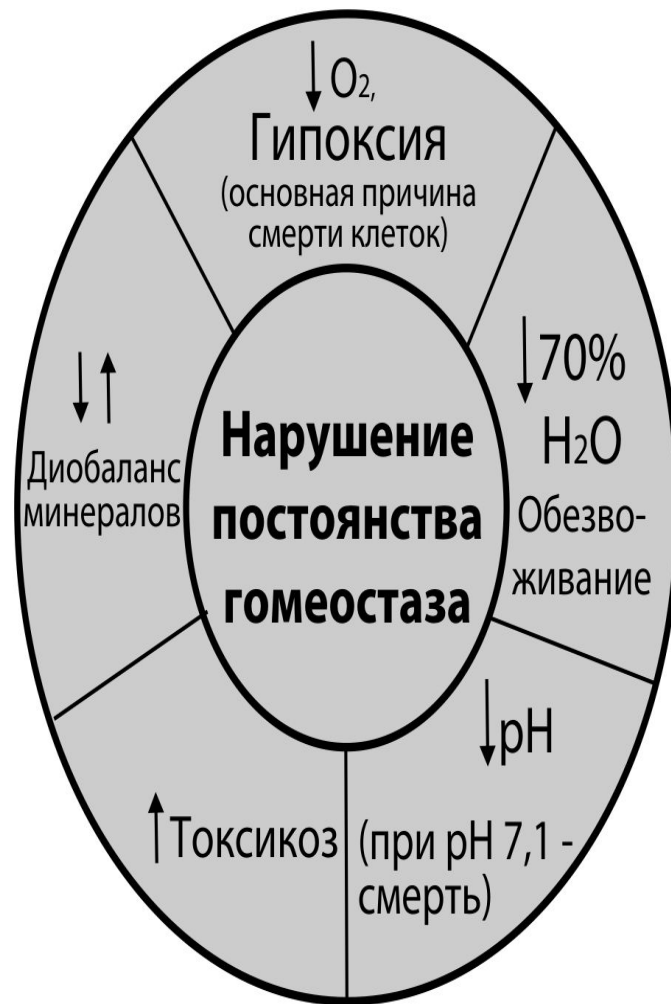 ↓ O₂,
Гипоксия
(основная причина
смерти клеток)
↓70%
H₂O
Обезво-
живание
↓pH
(при pH 7,1 -
смерть)
↑Токсикоз
↓↑
Диобаланс
минералов
Нарушение
постоянства
гомеостаза